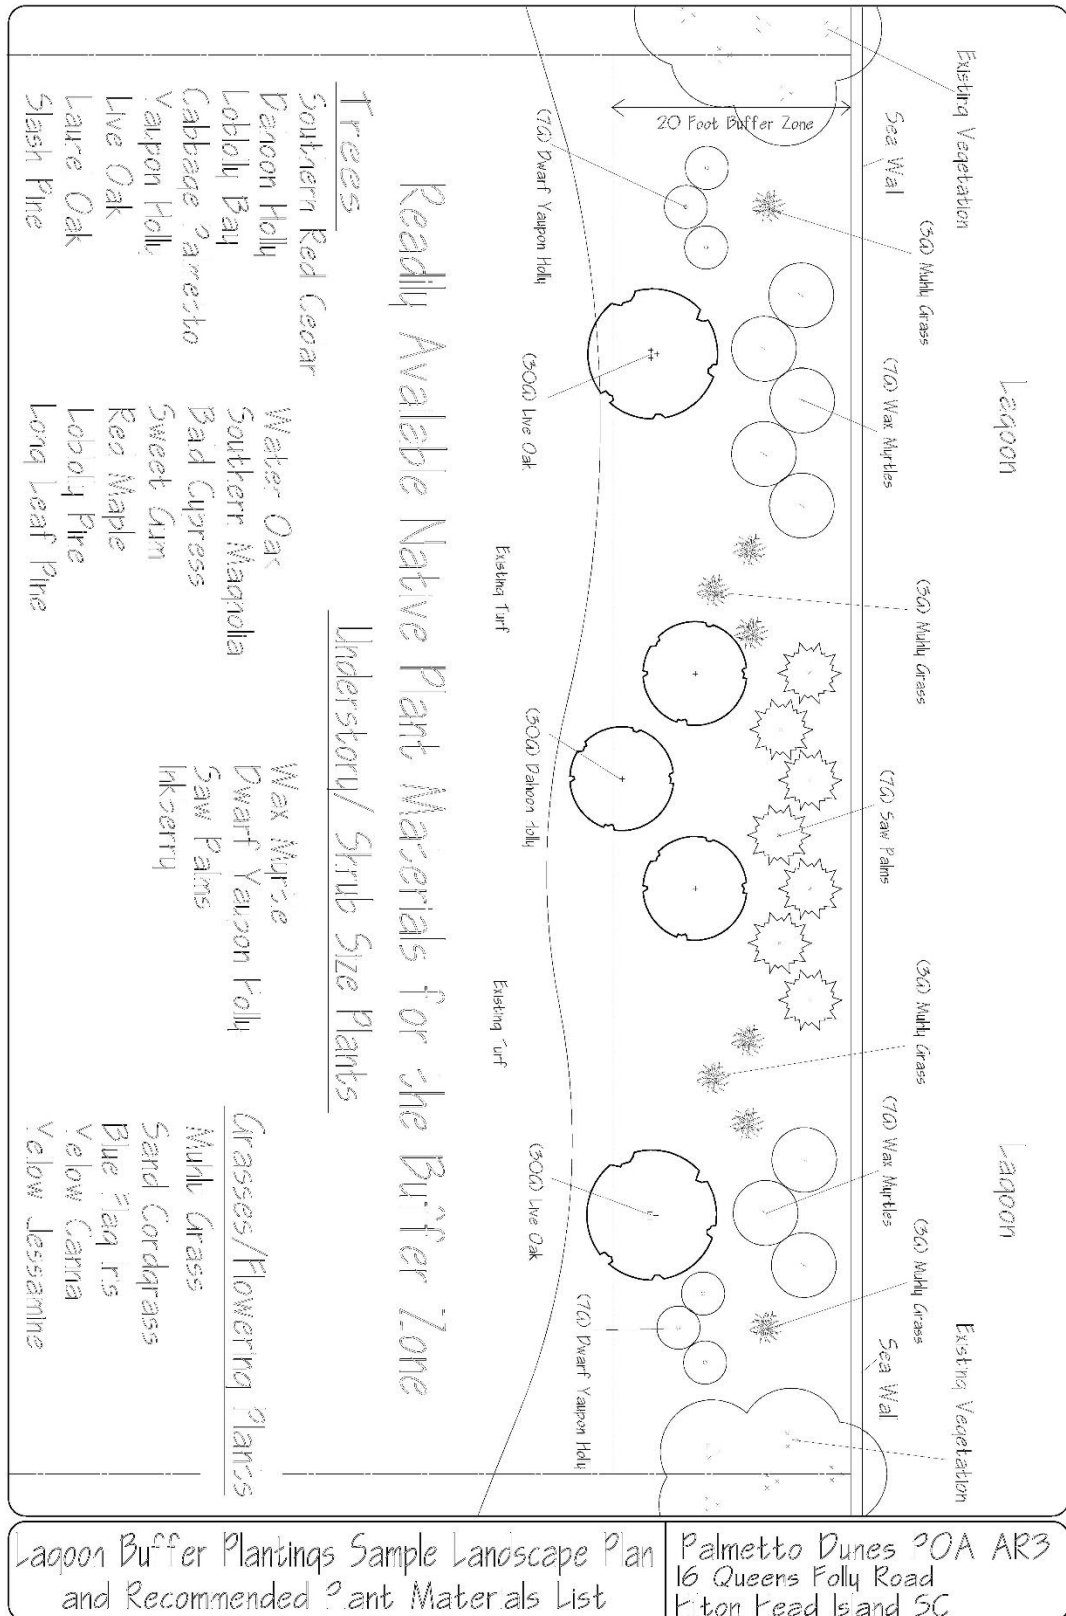 Lagoon
Lagoon
Existing Vegetation
Sea Wal
(3G) Muhly Grass
(7G) Wax Myrtles
(3G) Muhly Grass
(7G) Saw Palms
(3G) Muhly Grass
(7G) Wax Myrtles
(3G) Muhly Grass
Sea Wal
Existing Vegetation
20 Foot Buffer Zone
(7G) Dwarf Yaupon Holly
(30G) Live Oak
(30G) Dahoon Holly
(30G) Live Oak
(7G) Dwarf Yaupon Holly
Existing Turf
Existing Turf
Readily Available Native Plant Materials for the Buffer Zone
Trees
Southern Red Cedar
Dahoon Holly
Loblolly Bay
Cabbage Palmetto
Yaupon Holly
Live Oak
Laurel Oak
Slash Pine
Water Oak
Southern Magnolia
Bald Cypress
Sweet Gum
Red Maple
Loblolly Pine
Long Leaf Pine
Understory/ Shrub Size Plants
Wax Myrtle
Dwarf Yaupon Holly
Saw Palms
Inkberry
Grasses/Flowering Plants
Muhly Grass
Sand Cordgrass
Blue Flag Iris
Yellow Canna
Yellow Jessamine
Lagoon Buffer Plantings Sample Landscape Plan
and Recommended Plant Materials List
Palmetto Dunes POA AR3
16 Queens Folly Road
Hilton Head Island SC